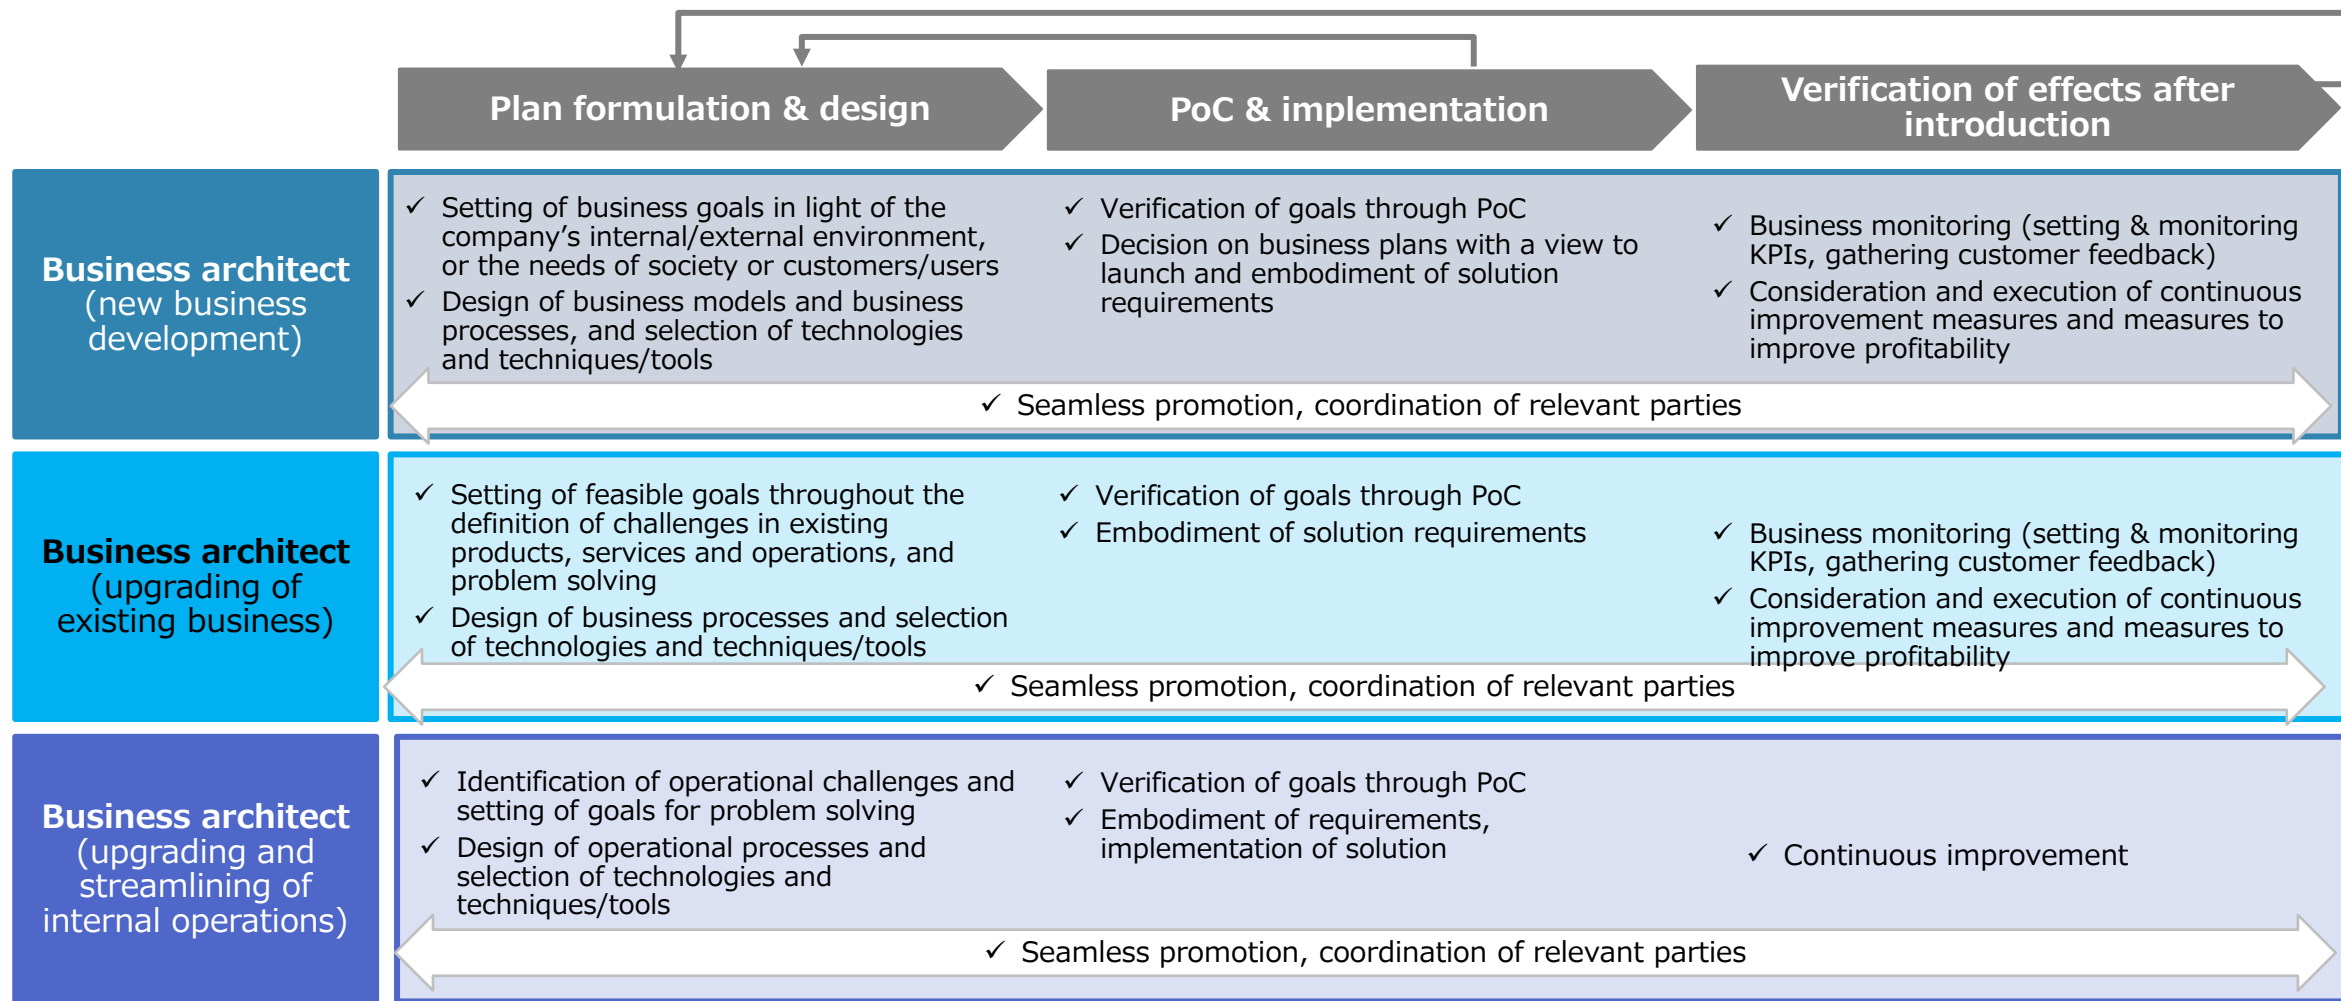 Plan formulation & design
PoC & implementation
Verification of effects after
introduction
Business architect
(new business
development)
✓ Setting of business goals in light of the
company's internal/external environment,
or the needs of society or customers/users
✓ Design of business models and business
processes, and selection of technologies
and techniques/tools
✓ Verification of goals through PoC
✓ Decision on business plans with a view to
launch and embodiment of solution
requirements
✓ Business monitoring (setting & monitoring
KPIs, gathering customer feedback)
✓ Consideration and execution of continuous
improvement measures and measures to
improve profitability
✓ Seamless promotion, coordination of relevant parties
Business architect
(upgrading of
existing business)
✓ Setting of feasible goals throughout the
definition of challenges in existing
products, services and operations, and
problem solving
✓ Design of business processes and selection
of technologies and techniques/tools
✓ Verification of goals through PoC
✓ Embodiment of solution requirements
✓ Business monitoring (setting & monitoring
KPIs, gathering customer feedback)
✓ Consideration and execution of continuous
improvement measures and measures to
improve profitability
✓ Seamless promotion, coordination of relevant parties
Business architect
(upgrading and
streamlining of
internal operations)
✓ Identification of operational challenges and
setting of goals for problem solving
✓ Design of operational processes and
selection of technologies and
techniques/tools
✓ Verification of goals through PoC
✓ Embodiment of requirements,
implementation of solution
✓ Continuous improvement
✓ Seamless promotion, coordination of relevant parties